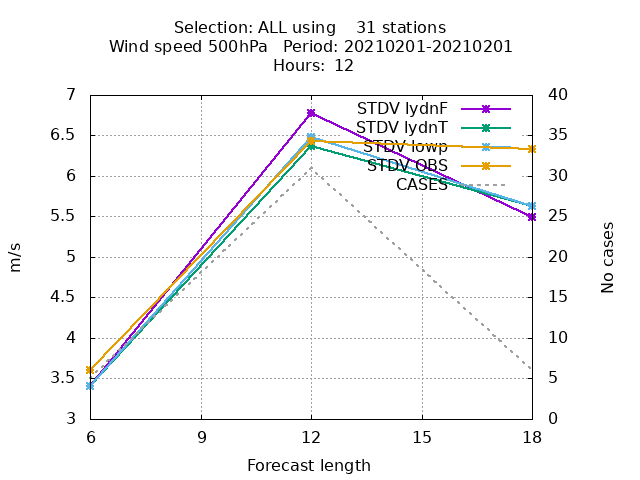 Selection: ALL using    31 stations
Wind speed 500hPa   Period: 20210201-20210201
Hours: 12
7
6.5
6
5.5
5
4.5
4
3.5
3
m/s
40
35
30
25
20
15
10
5
0
No cases
STDV lydnF
STDV lydnT
STDV lowp
STDV OBS
CASES
6
9
12
15
18
Forecast length